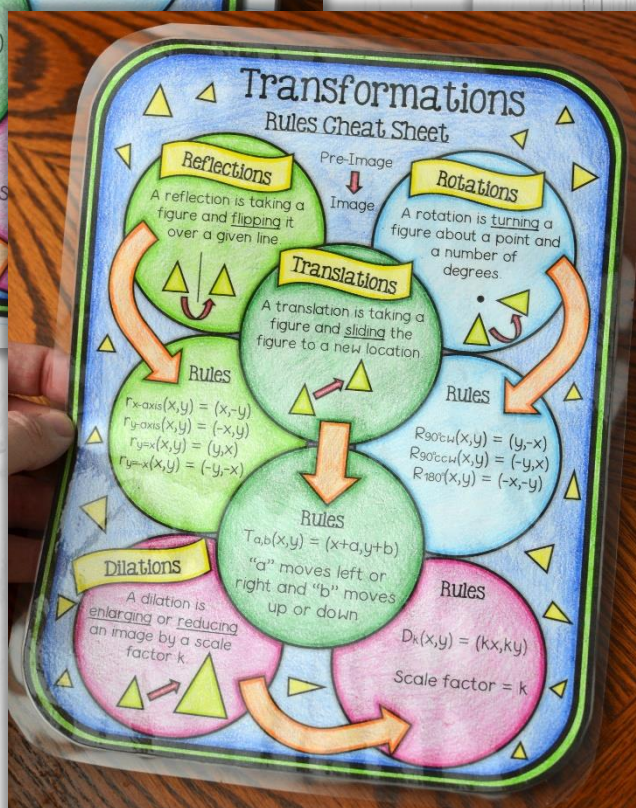 Transformations
Rules Cheat Sheet
Pre-Image
Image
Reflections
A reflection is taking a
figure and flipping it
over a given line
Rotations
A rotation is turning a
figure about a point and
a number of
degrees.
Translations
A translation is taking a
figure and sliding the
figure to a new location
Rules
rx-axis(x,y) = (x,-y)
ry-axis(x,y) = (-x,y)
ry=x(x,y) = (y,x)
ry=-x(x,y) = (-y,-x)
Rules
R90°cw(x,y) = (y,-x)
R90°ccw(x,y) = (-y,x)
R180°(x,y) = (-x,-y)
Rules
Ta,b(x,y) = (x+a,y+b)
"a" moves left or
right and "b" moves
up or down
Dilations
A dilation is
enlarging or reducing
an image by a scale
factor k.
Rules
Dk(x,y) = (kx,ky)
Scale factor = k